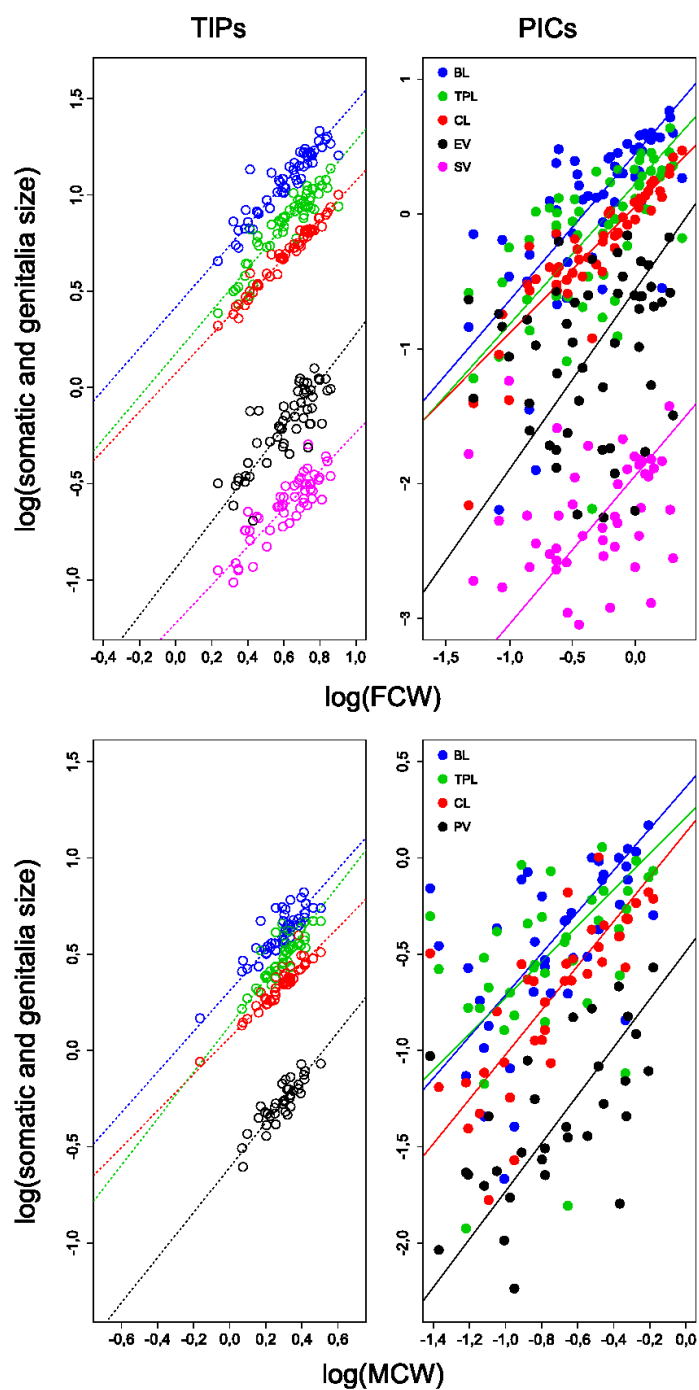 TIPs PICs
BL
TPL
CL
EV
SV
1,5
1,0
0,5
0,0
-0,5
-1,0
1
0
-1
-2
-3
log(somatic and genitalia size)
-0,4 -0,2 0,0 0,2 0,4 0,6 0,8 1,0
-1,5 -1,0 -0,5 0,0
log(FCW)
BL
TPL
CL
PV
1,5
1,0
0,5
0,0
-0,5
-1,0
0,5
0,0
-0,5
-1,0
-1,5
-2,0
log(somatic and genitalia size)
-0,6 -0,4 -0,2 0,0 0,2 0,4 0,6
-1,4 -1,2 -1,0 -0,8 -0,6 -0,4 -0,2 0,0
log(MCW)